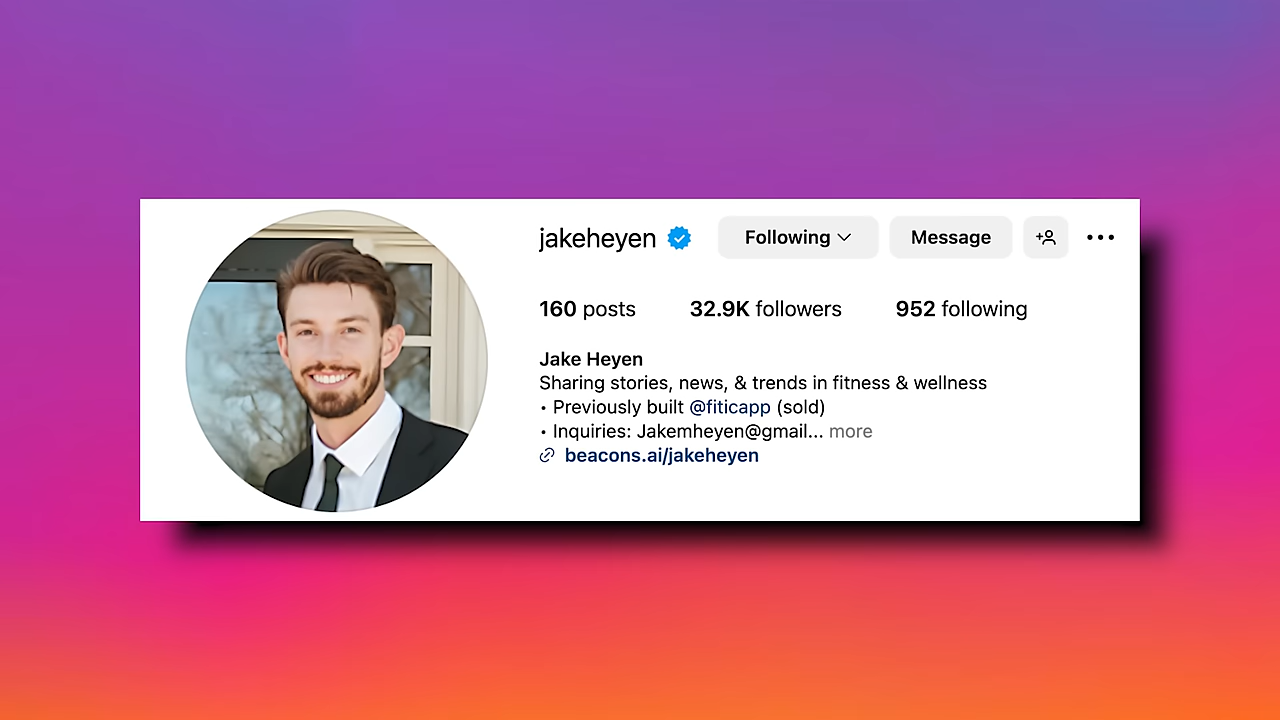 jakeheyen Following Message
160 posts 32.9K followers 952 following
Jake Heyen
Sharing stories, news, & trends in fitness & wellness
• Previously built @fiticapp (sold)
• Inquiries: Jakemheyen@gmail... more
beacons.ai/jakeheyen